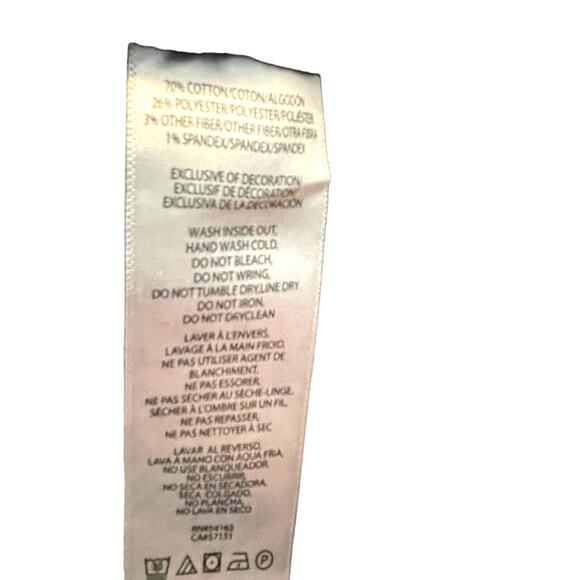 70% COTTON/COTON/ALGODÓN
26% POLYESTER/POLYESTER/POLIÉSTER
3% OTHER FIBER/OTHER FIBER/OTRA FIBRA
1% SPANDEX/SPANDEX/SPANDEX
EXCLUSIVE OF DECORATION
EXCLUSIF DE DÉCORATION
EXCLUSIVA DE LA DECORACIÓN
WASH INSIDE OUT,
HAND WASH COLD,
DO NOT BLEACH,
DO NOT WRING,
DO NOT TUMBLE DRY,LINE DRY
DO NOT IRON,
DO NOT DRYCLEAN
LAVER À L'ENVERS,
LAVAGE À LA MAIN FROID,
NE PAS UTILISER AGENT DE
BLANCHIMENT,
NE PAS ESSORER,
NE PAS SÉCHER AU SÈCHE-LINGE,
SÉCHER À L'OMBRE SUR UN FIL,
NE PAS REPASSER,
NE PAS NETTOYER À SEC
LAVAR AL REVERSO,
LAVA A MANO CON AGUA FRIA,
NO USE BLANQUEADOR,
NO ESCURRIR,
NO SECA EN SECADORA,
SECA COLGADO,
NO PLANCHA,
NO LAVA EN SECO
RN#54163
CA#57151